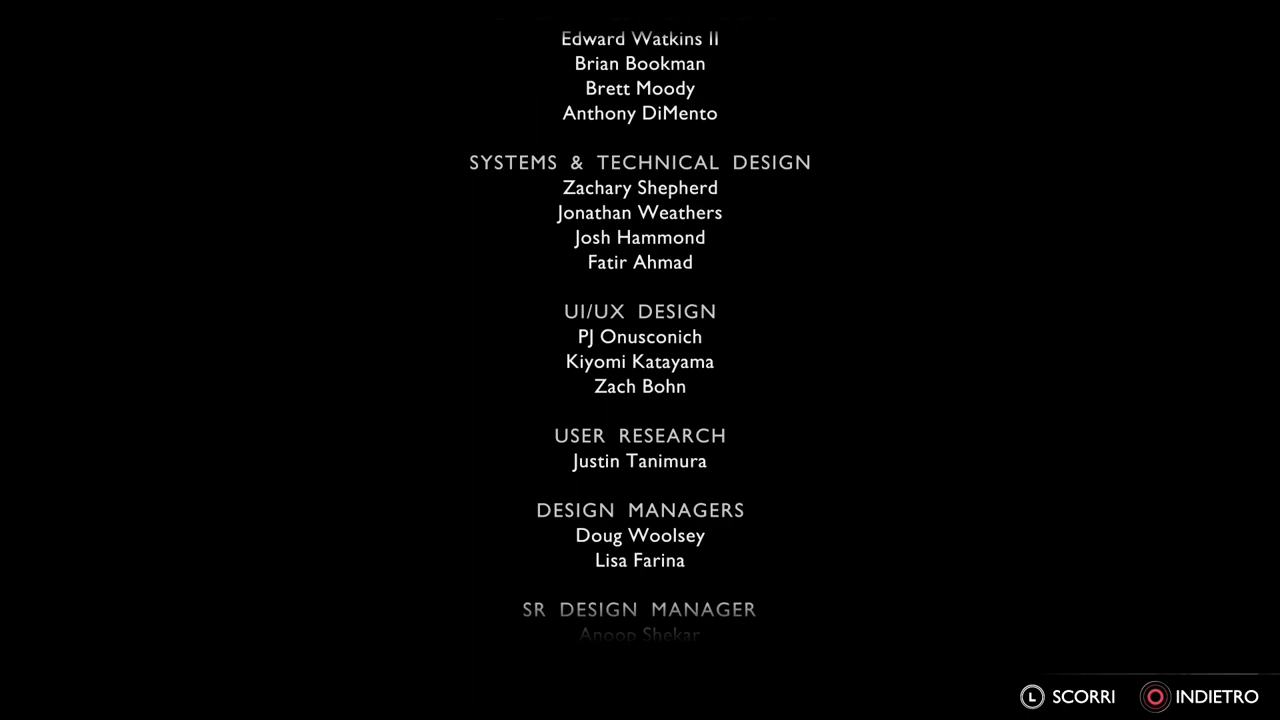 Edward Watkins II
Brian Bookman
Brett Moody
Anthony DiMento
SYSTEMS & TECHNICAL DESIGN
Zachary Shepherd
Jonathan Weathers
Josh Hammond
Fatir Ahmad
UI/UX DESIGN
PJ Onusconich
Kiyomi Katayama
Zach Bohn
USER RESEARCH
Justin Tanimura
DESIGN MANAGERS
Doug Woolsey
Lisa Farina
SR DESIGN MANAGER
Anoop Shekar
L SCORRI
INDIETRO